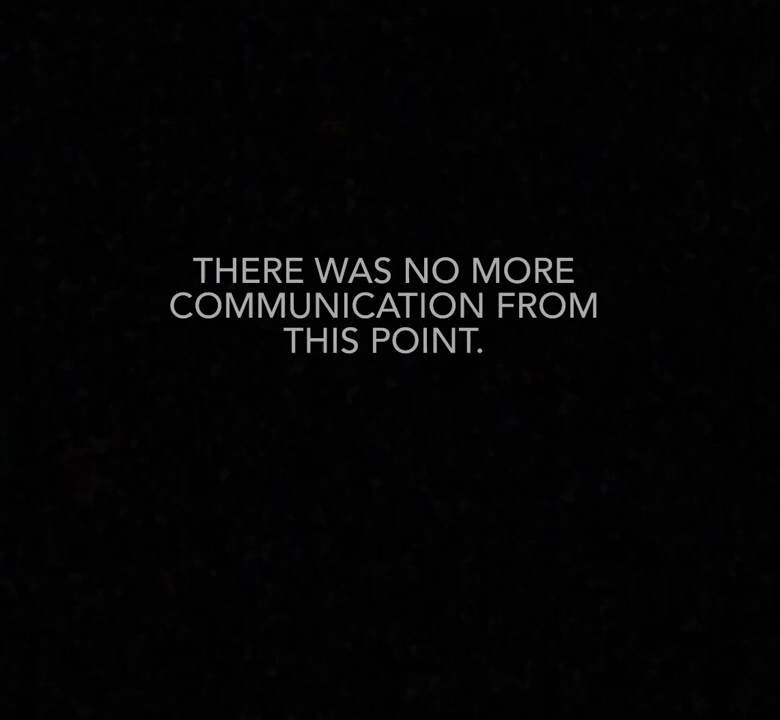 THERE WAS NO MORE
COMMUNICATION FROM
THIS POINT.